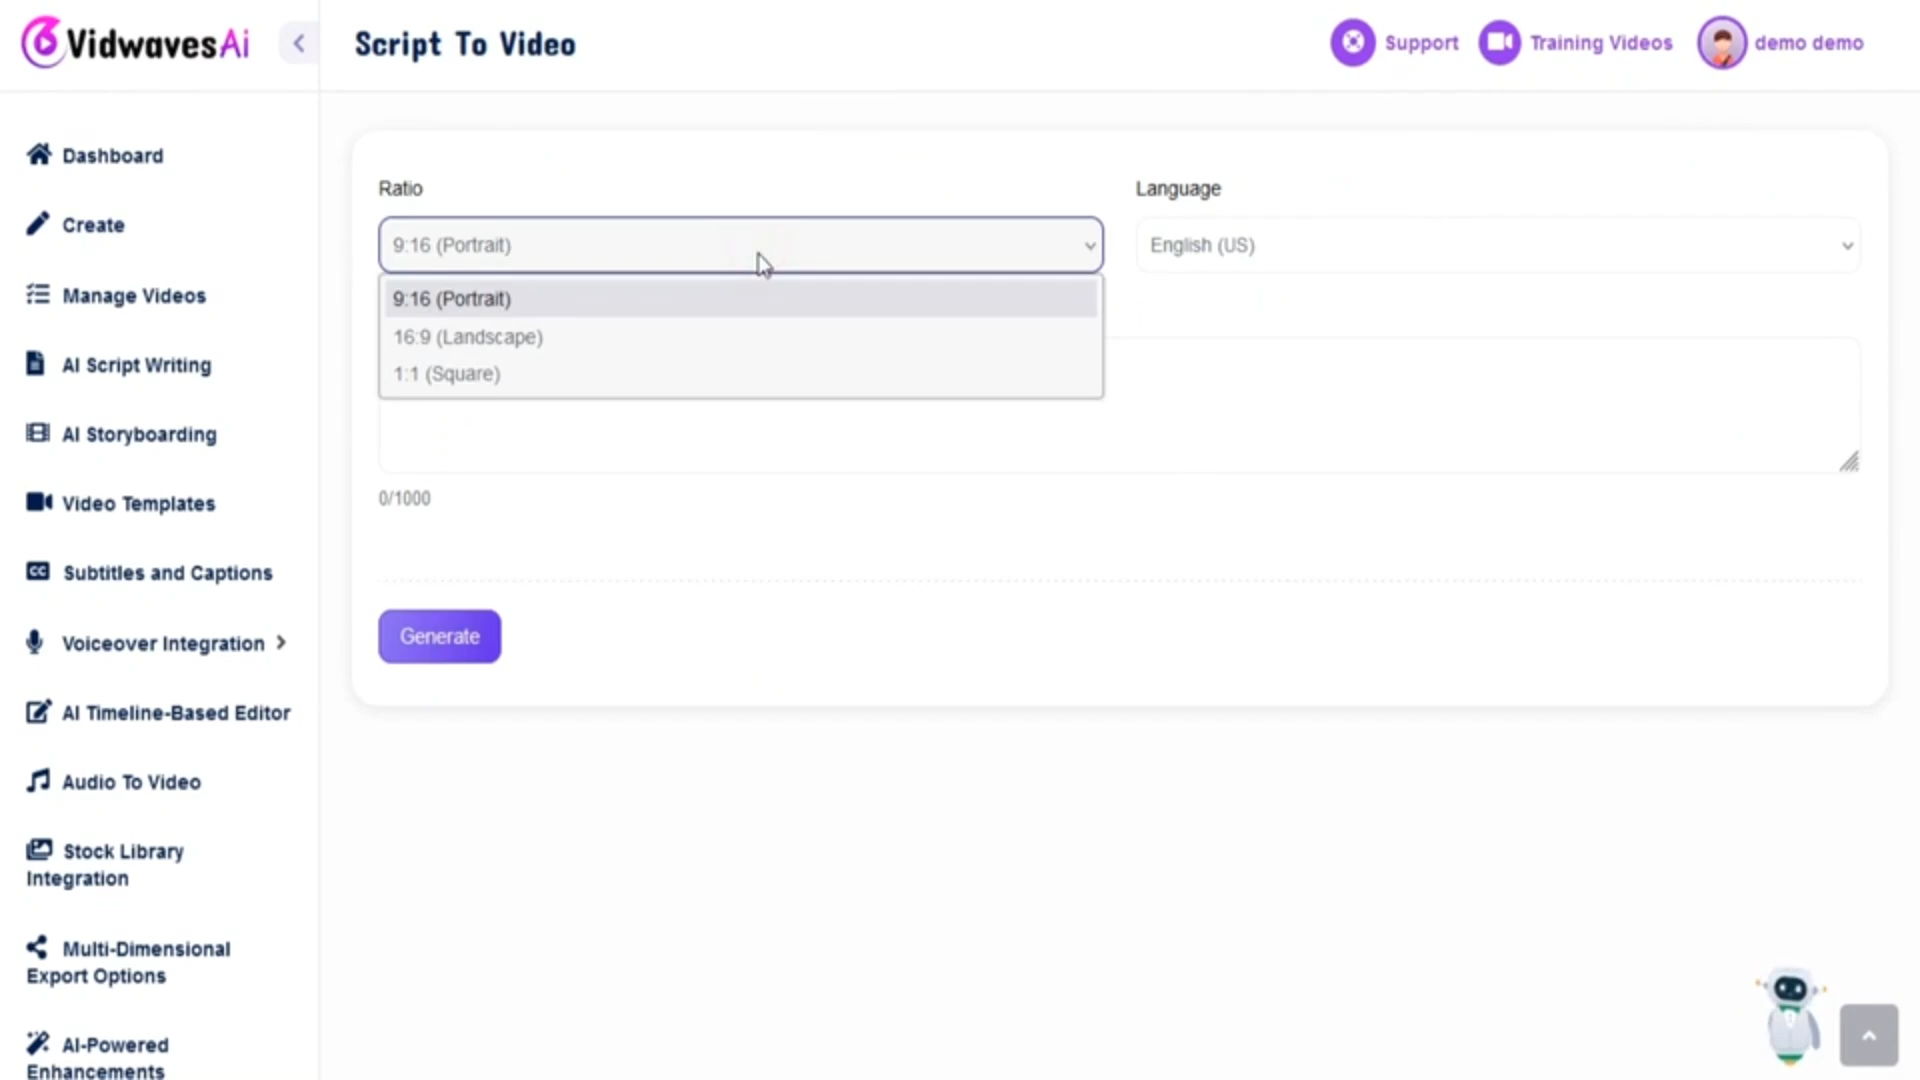 VidwavesAi
Script To Video
Support
Training Videos
demo demo
Dashboard
Create
Manage Videos
AI Script Writing
AI Storyboarding
Video Templates
CC Subtitles and Captions
Voiceover Integration
AI Timeline-Based Editor
Audio To Video
Stock Library
Integration
Multi-Dimensional
Export Options
AI-Powered
Enhancements
Ratio
9:16 (Portrait)
9:16 (Portrait)
16:9 (Landscape)
1:1 (Square)
Language
English (US)
0/1000
Generate